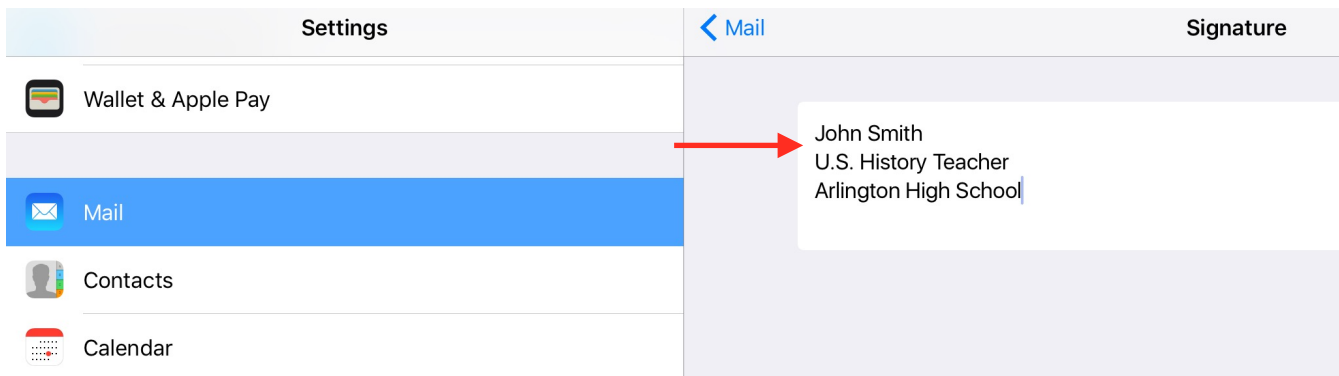 Settings
Wallet & Apple Pay
Mail
Contacts
Calendar
Mail
Signature
John Smith
U.S. History Teacher
Arlington High School